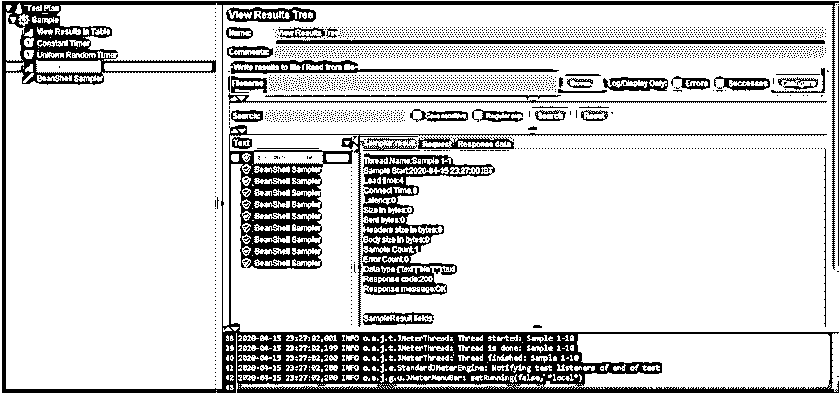 Test Plan
Sample
View Results in Table
Constant Timer
Uniform Random Timer
BeanShell Sampler
View Results Tree
Name: View Results Tree
Comments:
Write results to file / Read from file
Filename
Log/Display Only: Errors Successes
Search: Case sensitive Regular exp. Search Reset
Text
Sampler result Request Response data
BeanShell Sampler
BeanShell Sampler
BeanShell Sampler
BeanShell Sampler
BeanShell Sampler
BeanShell Sampler
BeanShell Sampler
BeanShell Sampler
BeanShell Sampler
Thread Name:Sample 1-1
Sample Start:2020-04-15 23:27:00 IST
Load time:4
Connect Time:0
Latency:0
Size in bytes:0
Sent bytes:0
Headers size in bytes:0
Body size in bytes:0
Sample Count:1
Error Count:0
Data type ("text"|"bin"|""):text
Response code:200
Response message:OK
SampleResult fields:
38 2020-04-15 23:27:02,001 INFO o.a.j.t.JMeterThread: Thread started: Sample 1-10
39 2020-04-15 23:27:02,199 INFO o.a.j.t.JMeterThread: Thread is done: Sample 1-10
40 2020-04-15 23:27:02,200 INFO o.a.j.t.JMeterThread: Thread finished: Sample 1-10
41 2020-04-15 23:27:02,200 INFO o.a.j.e.StandardJMeterEngine: Notifying test listeners of end of test
42 2020-04-15 23:27:02,200 INFO o.a.j.g.u.JMeterMenuBar: setRunning(false, *local*)
43